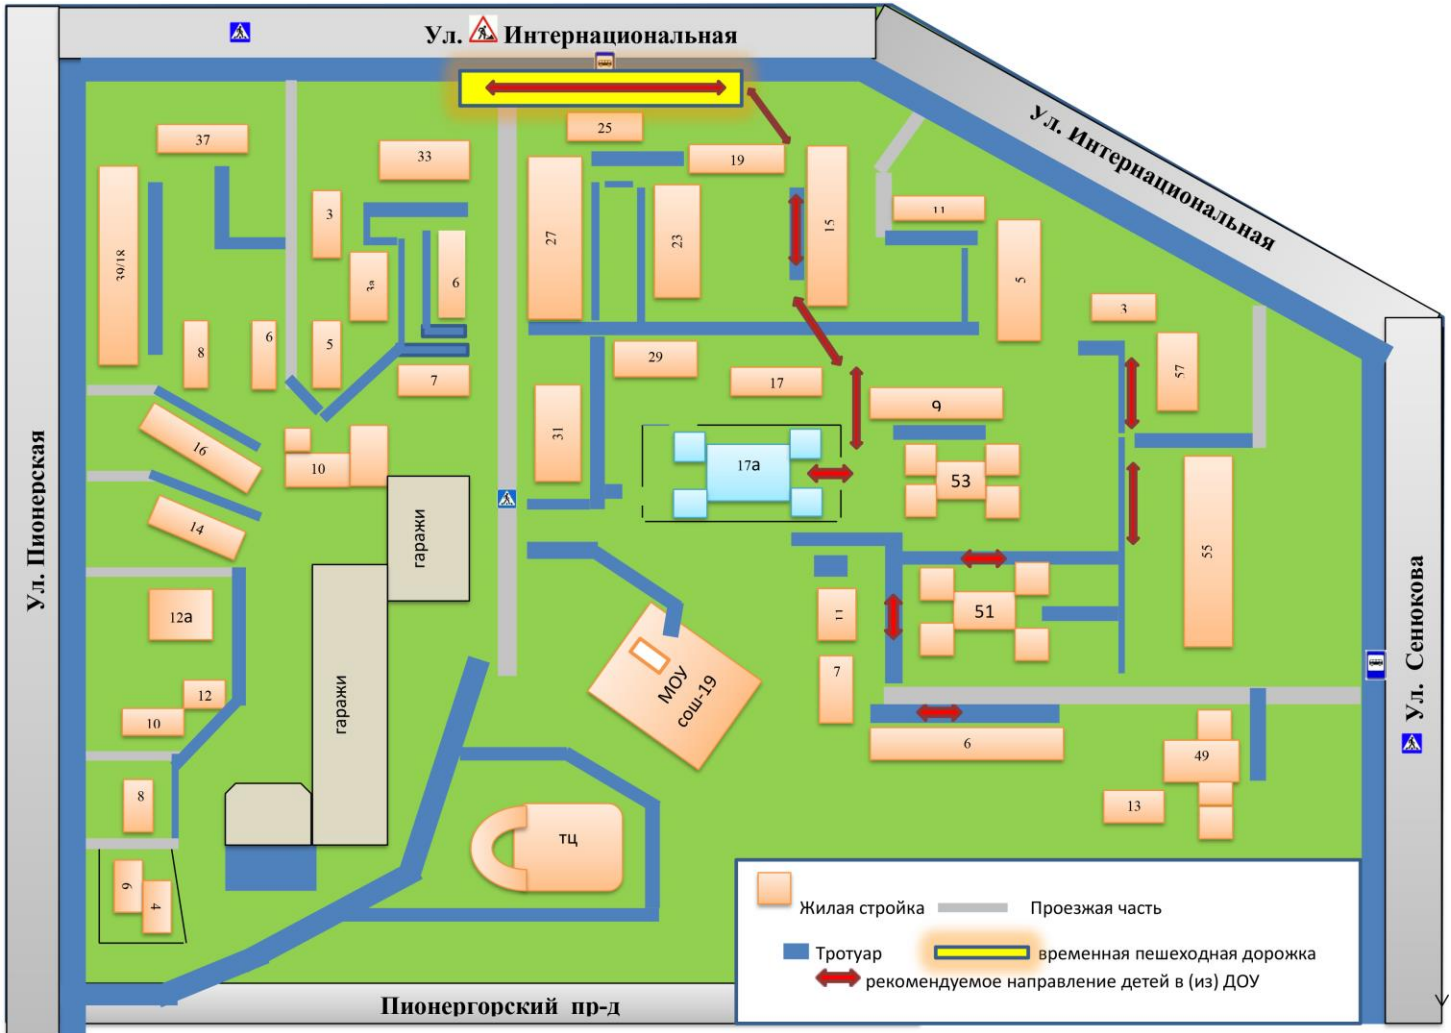 Ул. Интернациональная
Ул. Интернациональная
Ул. Пионерская
Ул. Сенюкова
Пионергорский пр-д
37
33
25
19
39/18
3
3а
6
27
23
15
11
5
3
57
8
6
5
7
29
17
9
31
16
10
14
17а
53
55
гаражи
гаражи
12а
51
11
7
12
10
МОУ
сош-19
6
49
13
8
тц
6
4
Жилая стройка
Проезжая часть
Тротуар
временная пешеходная дорожка
рекомендуемое направление детей в (из) ДОУ